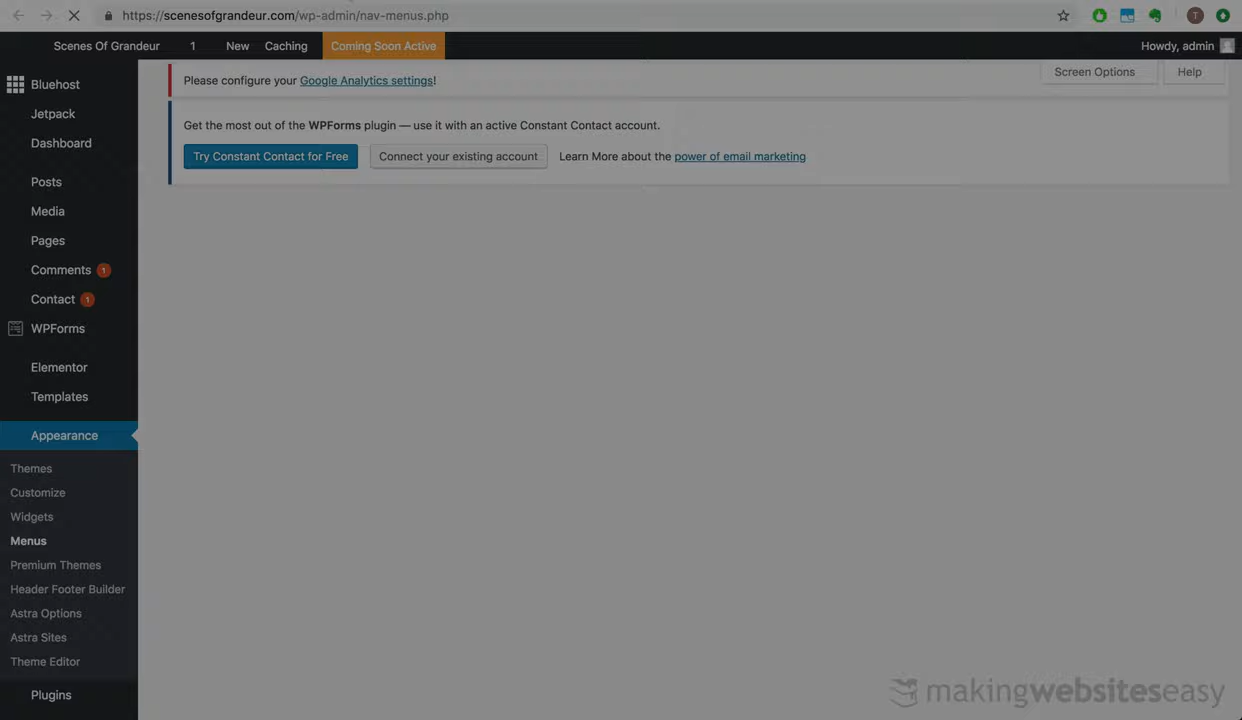 https://scenesofgrandeur.com/wp-admin/nav-menus.php
T
Scenes Of Grandeur 1 New Caching Coming Soon Active Howdy, admin
Bluehost
Jetpack
Dashboard
Posts
Media
Pages
Comments 1
Contact 1
WPForms
Elementor
Templates
Appearance
Themes
Customize
Widgets
Menus
Premium Themes
Header Footer Builder
Astra Options
Astra Sites
Theme Editor
Plugins
Screen Options Help
Please configure your Google Analytics settings!
Get the most out of the WPForms plugin — use it with an active Constant Contact account.
Try Constant Contact for Free Connect your existing account Learn More about the power of email marketing
makingwebsiteseasy